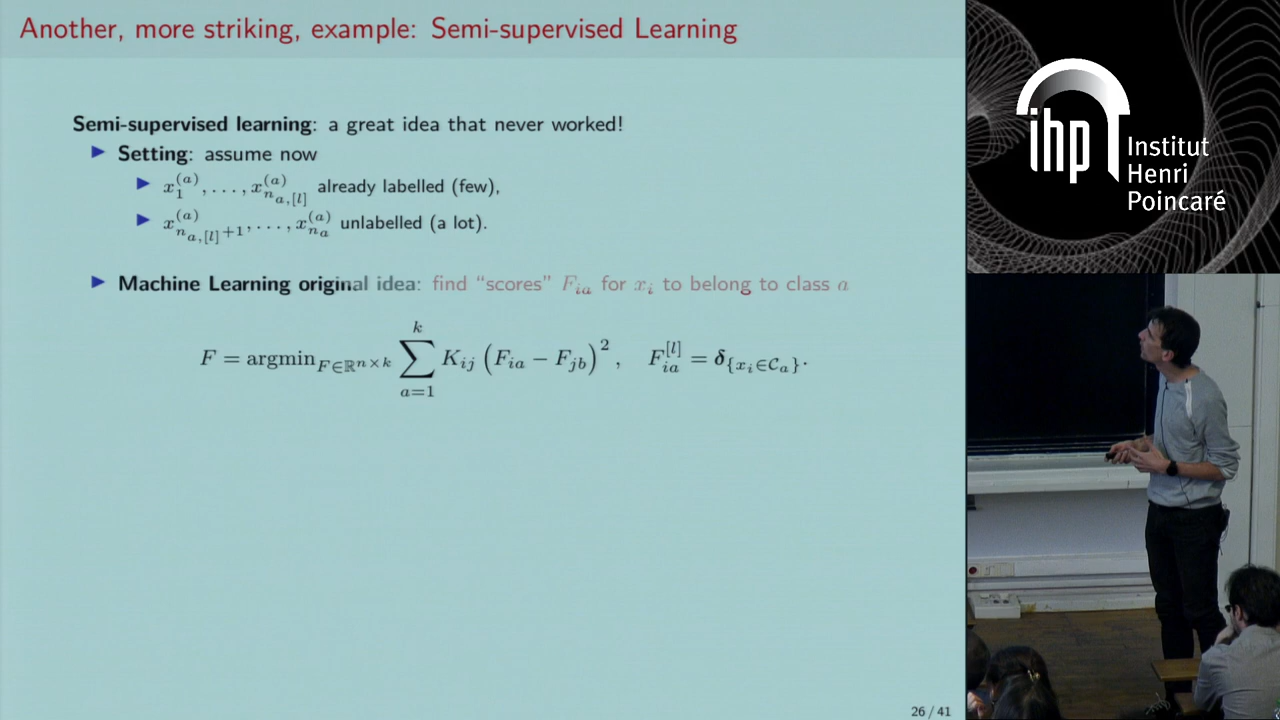 Another, more striking, example: Semi-supervised Learning
Semi-supervised learning: a great idea that never worked!
▶ Setting: assume now
▶ x_1^{(a)}, . . . , x_{n_{a,[l]}}^{(a)} already labelled (few),
▶ x_{n_{a,[l]}+1}^{(a)}, . . . , x_{n_a}^{(a)} unlabelled (a lot).
▶ Machine Learning original idea: find “scores” F_{ia} for x_i to belong to class a
F = argmin_{F∈ℝ^{n×k}} ∑_{a=1}^{k} K_{ij} (F_{ia} − F_{jb})^2 , F_{ia}^{[l]} = δ_{\{x_i∈C_a\}}.
26 / 41
ihp
Institut
Henri
Poincaré